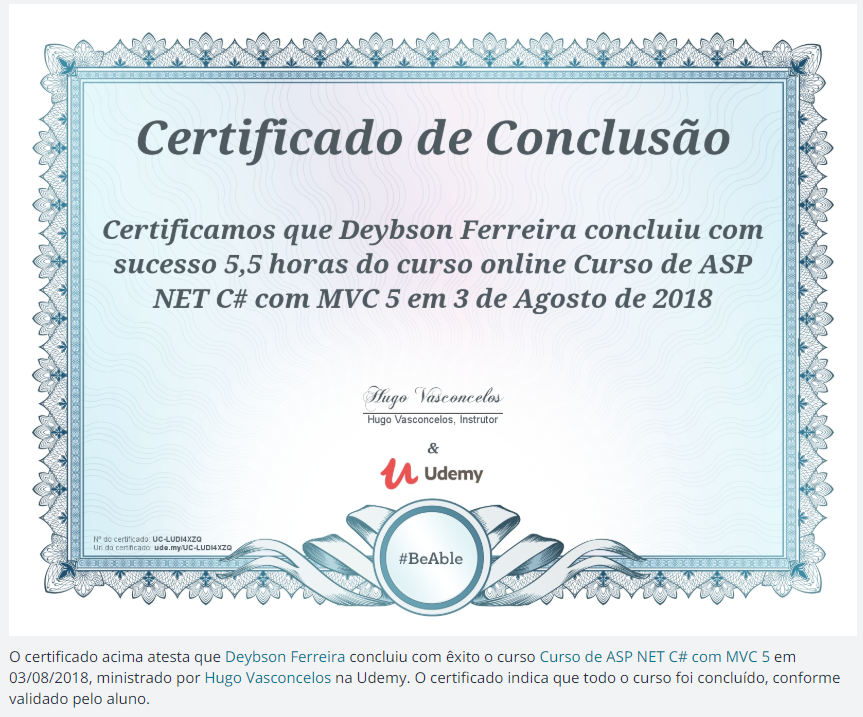 Certificado de Conclusão
Certificamos que Deybson Ferreira concluiu com
sucesso 5,5 horas do curso online Curso de ASP
NET C# com MVC 5 em 3 de Agosto de 2018
Hugo Vasconcelos
Hugo Vasconcelos, Instrutor
&
Udemy
Nº do certificado: UC-LUDI4XZQ
Url do certificado: ude.my/UC-LUDI4XZQ
#BeAble
O certificado acima atesta que Deybson Ferreira concluiu com êxito o curso Curso de ASP NET C# com MVC 5 em
03/08/2018, ministrado por Hugo Vasconcelos na Udemy. O certificado indica que todo o curso foi concluído, conforme
validado pelo aluno.